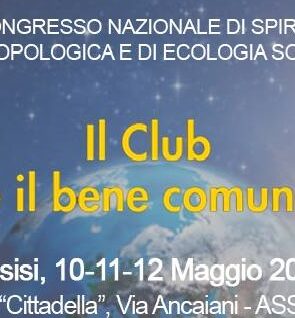 ONGRESSO NAZIONALE DI SPIR
OPOLOGICA E DI ECOLOGIA SO
Il Club
il bene comun
sisi, 10-11-12 Maggio 20
"Cittadella", Via Ancaiani - ASS